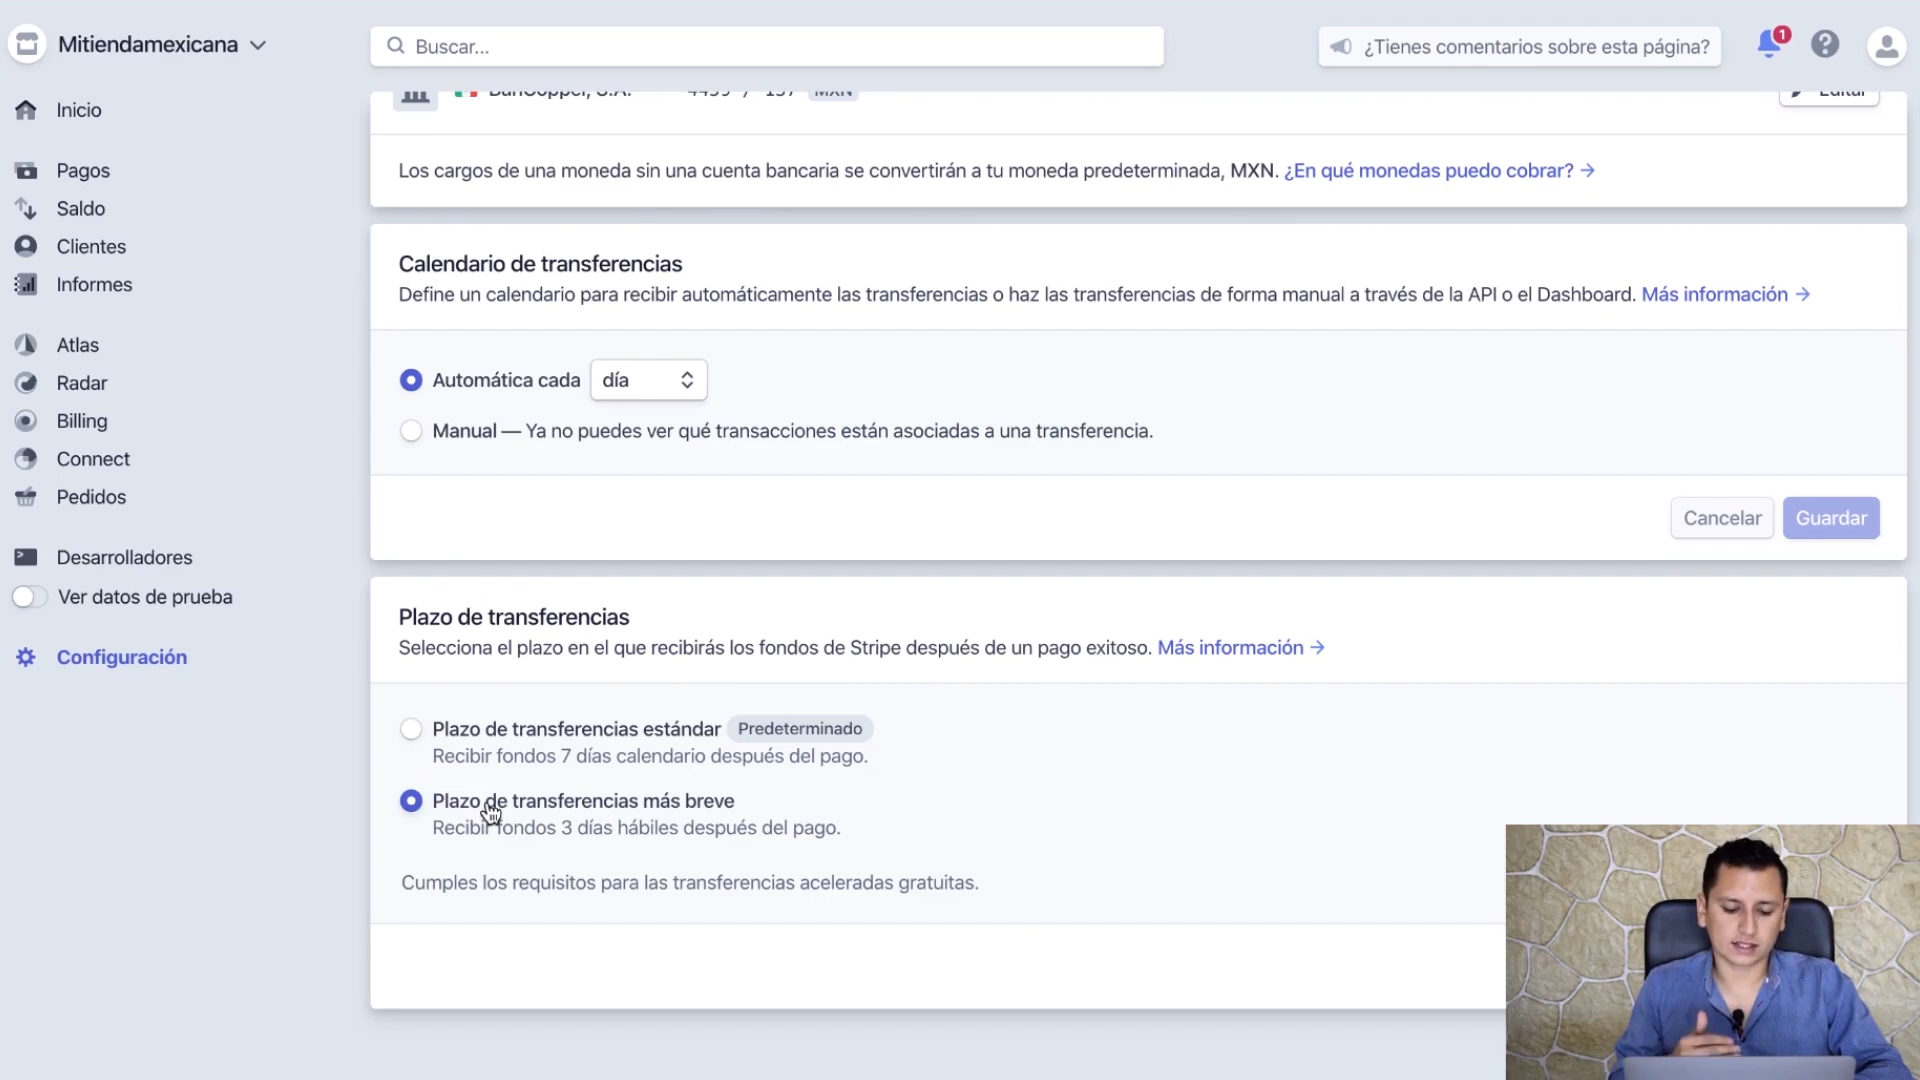 Mitiendamexicana
Buscar...
¿Tienes comentarios sobre esta página?
1
Inicio
Pagos
Saldo
Clientes
Informes
Atlas
Radar
Billing
Connect
Pedidos
Desarrolladores
Ver datos de prueba
Configuración
BanCoppel, S.A. MXN
Editar
Los cargos de una moneda sin una cuenta bancaria se convertirán a tu moneda predeterminada, MXN. ¿En qué monedas puedo cobrar? →
Calendario de transferencias
Define un calendario para recibir automáticamente las transferencias o haz las transferencias de forma manual a través de la API o el Dashboard. Más información →
Automática cada día
Manual — Ya no puedes ver qué transacciones están asociadas a una transferencia.
Cancelar Guardar
Plazo de transferencias
Selecciona el plazo en el que recibirás los fondos de Stripe después de un pago exitoso. Más información →
Plazo de transferencias estándar Predeterminado
Recibir fondos 7 días calendario después del pago.
Plazo de transferencias más breve
Recibir fondos 3 días hábiles después del pago.
Cumples los requisitos para las transferencias aceleradas gratuitas.